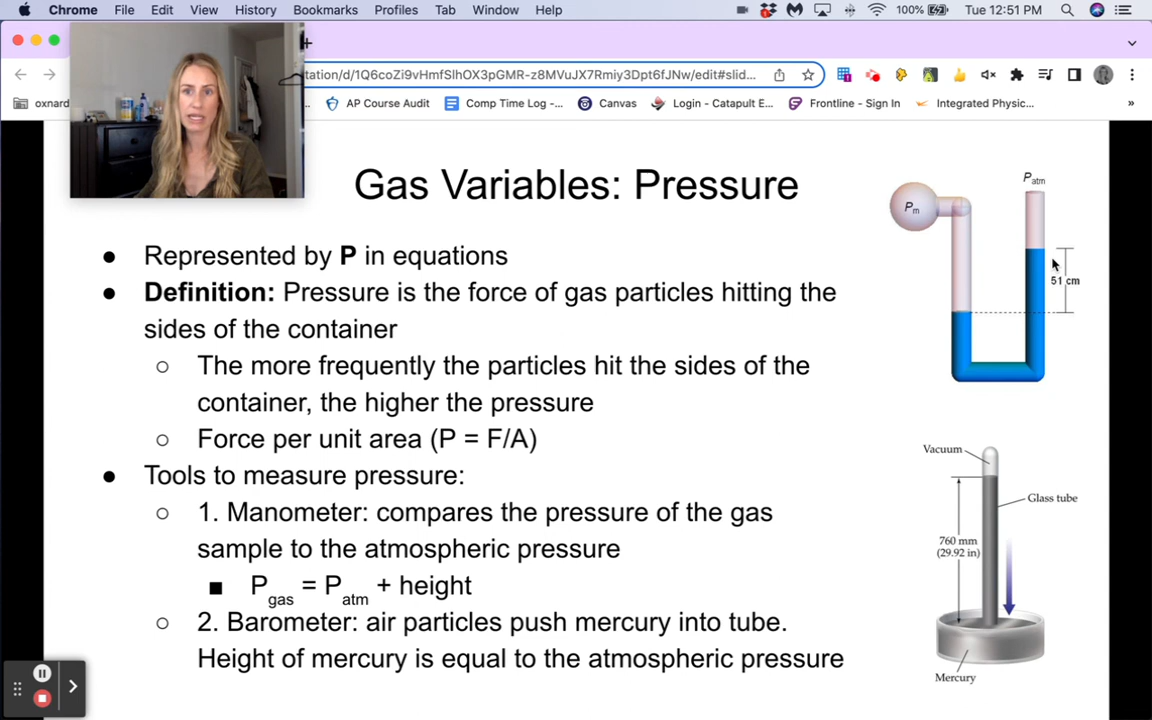 Chrome File Edit View History Bookmarks Profiles Tab Window Help 100% Tue 12:51 PM
tation/d/1Q6coZi9vHmfSlhOX3pGMR-z8MVuJX7Rmiy3Dpt6fJNw/edit#slid...
oxnard AP Course Audit Comp Time Log -... Canvas Login - Catapult E... Frontline - Sign In Integrated Physic... »
Gas Variables: Pressure
● Represented by P in equations
● Definition: Pressure is the force of gas particles hitting the
sides of the container
○ The more frequently the particles hit the sides of the
container, the higher the pressure
○ Force per unit area (P = F/A)
● Tools to measure pressure:
○ 1. Manometer: compares the pressure of the gas
sample to the atmospheric pressure
■ Pgas = Patm + height
○ 2. Barometer: air particles push mercury into tube.
Height of mercury is equal to the atmospheric pressure
Patm
Pm
51 cm
Vacuum
Glass tube
760 mm
(29.92 in)
Mercury